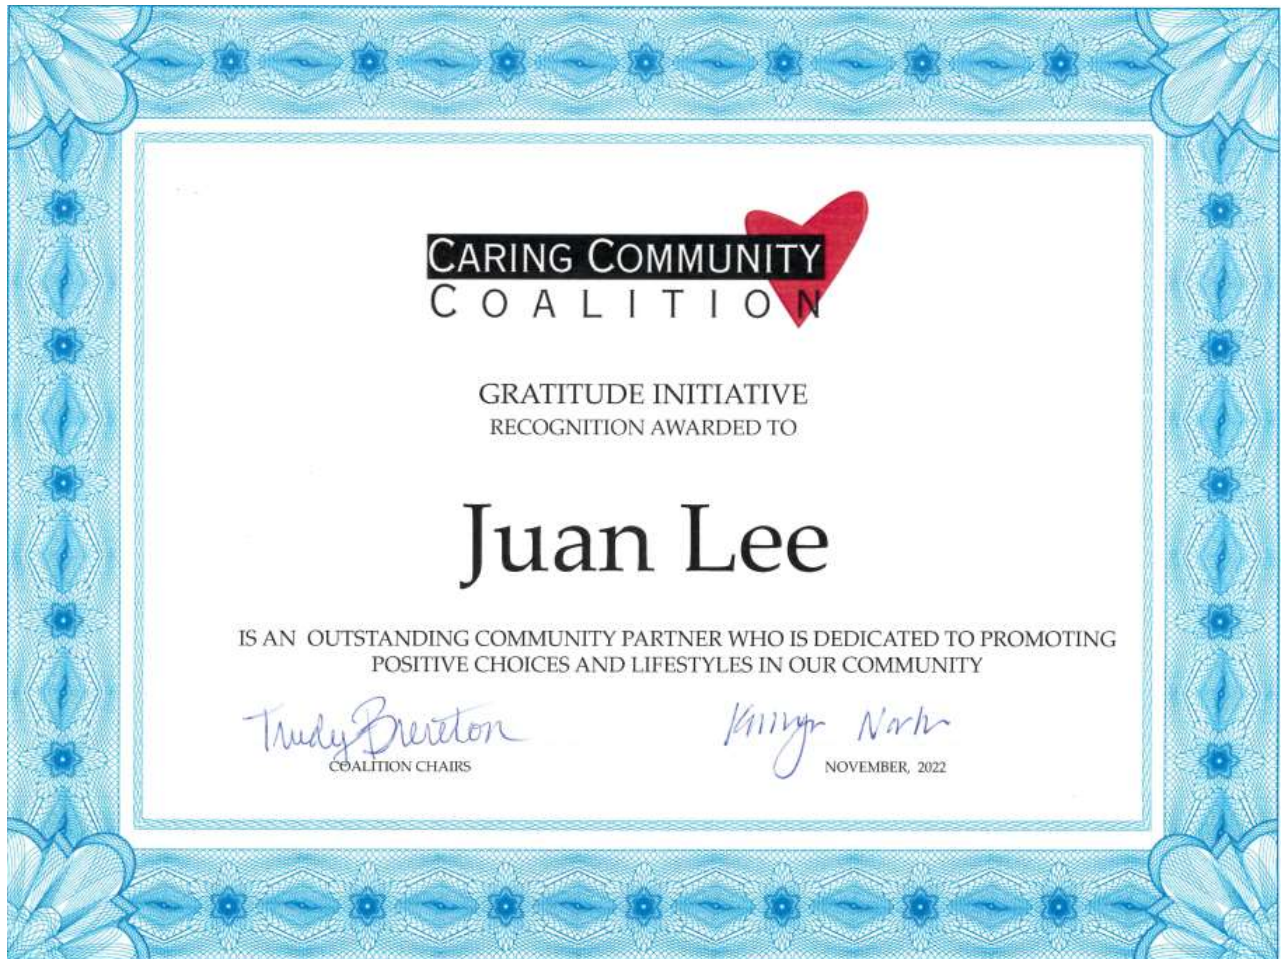 CARING COMMUNITY
COALITION
GRATITUDE INITIATIVE
RECOGNITION AWARDED TO
Juan Lee
IS AN OUTSTANDING COMMUNITY PARTNER WHO IS DEDICATED TO PROMOTING
POSITIVE CHOICES AND LIFESTYLES IN OUR COMMUNITY
Trudy Brereton
COALITION CHAIRS
NOVEMBER, 2022